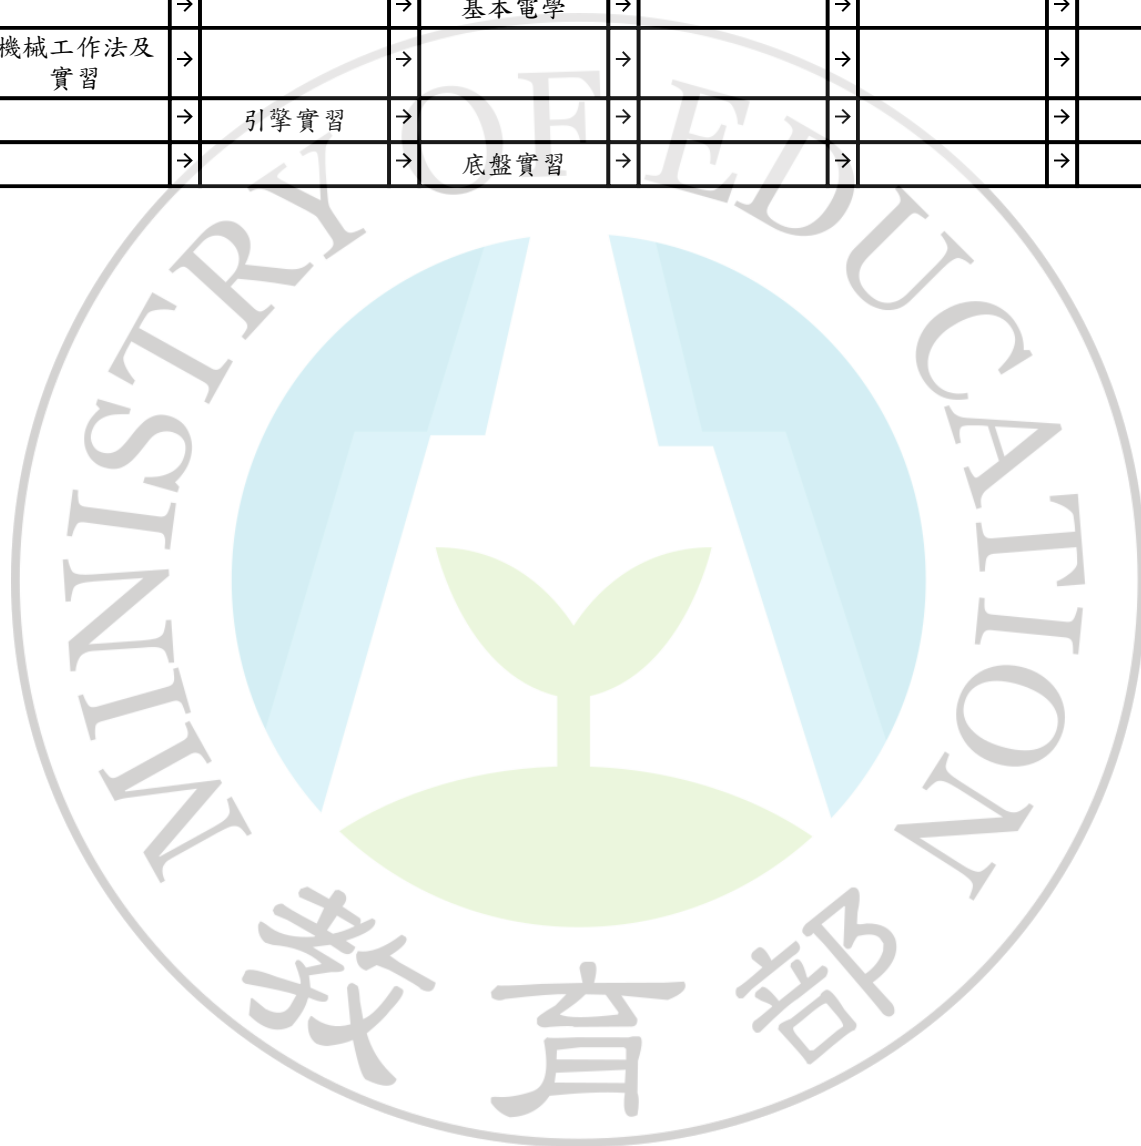 → → 基本電學 → → →
機械工作法及
實習 → → → → →
→ 引擎實習 → → → →
→ → 底盤實習 → → →
MINISTRY OF EDUCATION
教育部